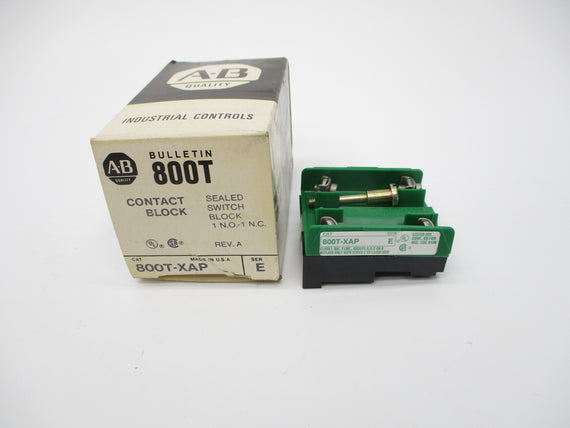 A-B
QUALITY
INDUSTRIAL CONTROLS
A-B
QUALITY
BULLETIN
800T
CONTACT
BLOCK
SEALED
SWITCH
BLOCK
1 N.O.-1 N.C.
REV. A
CAT
MADE IN U.S.A.
SER
800T-XAP
E
CAT
SER
800T-XAP
E